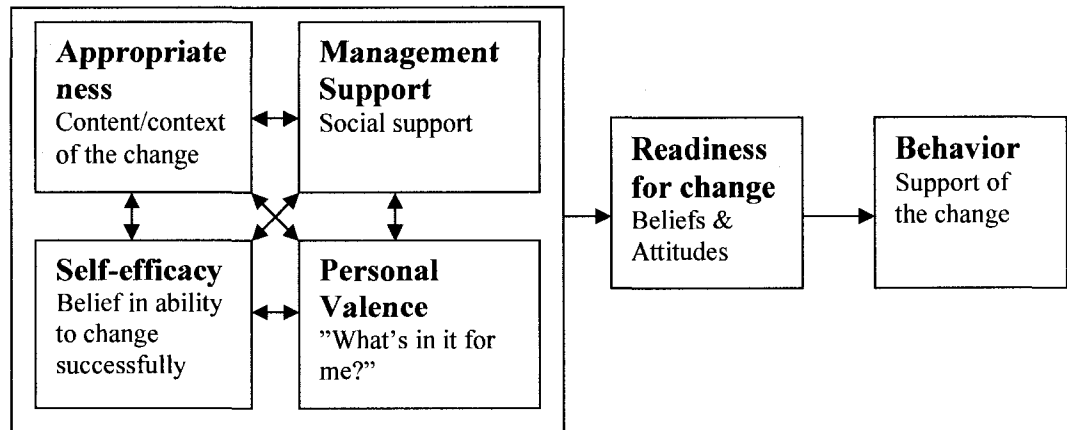 Appropriate
ness
Content/context
of the change
Management
Support
Social support
Self-efficacy
Belief in ability
to change
successfully
Personal
Valence
”What's in it for
me?”
Readiness
for change
Beliefs &
Attitudes
Behavior
Support of
the change